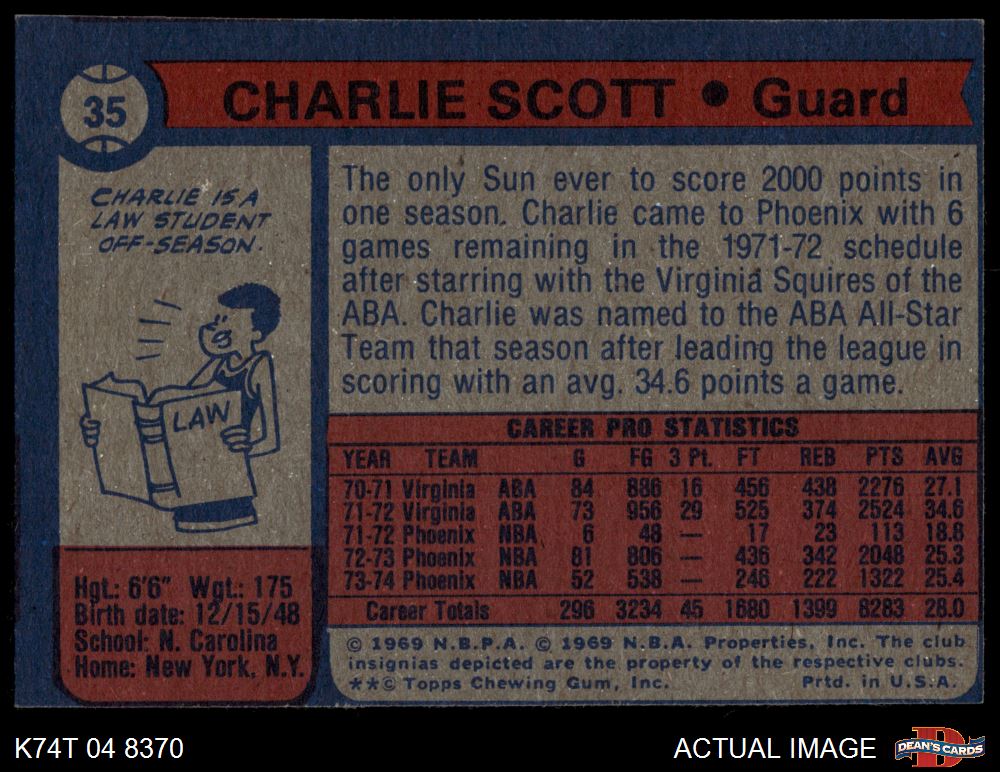 35
CHARLIE SCOTT • Guard
CHARLIE IS A
LAW STUDENT
OFF-SEASON.
LAW
The only Sun ever to score 2000 points in
one season. Charlie came to Phoenix with 6
games remaining in the 1971-72 schedule
after starring with the Virginia Squires of the
ABA. Charlie was named to the ABA All-Star
Team that season after leading the league in
scoring with an avg. 34.6 points a game.
CAREER PRO STATISTICS
YEAR TEAM G FG 3 Pt. FT REB PTS AVG
70-71 Virginia ABA 84 886 16 456 438 2276 27.1
71-72 Virginia ABA 73 956 29 525 374 2524 34.6
71-72 Phoenix NBA 6 48 — 17 23 113 18.8
72-73 Phoenix NBA 81 806 — 436 342 2048 25.3
73-74 Phoenix NBA 52 538 — 246 222 1322 25.4
Career Totals 296 3234 45 1680 1399 8283 28.0
Hgt.: 6'6" Wgt.: 175
Birth date: 12/15/48
School: N. Carolina
Home: New York, N.Y.
© 1969 N.B.P.A. © 1969 N.B.A. Properties, Inc. The club
insignias depicted are the property of the respective clubs.
**© Topps Chewing Gum, Inc. Prtd. in U.S.A.
K74T 04 8370
ACTUAL IMAGE
D
DEAN'S CARDS